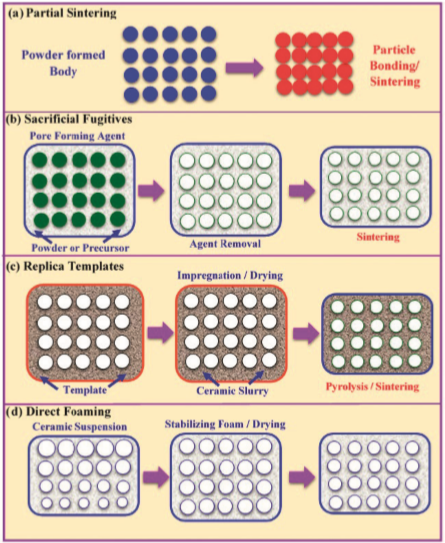 (a) Partial Sintering
Powder formed
Body
Particle
Bonding/
Sintering
(b) Sacrificial Fugitives
Pore Forming Agent
Powder or Precursor
Agent Removal
Sintering
(c) Replica Templates
Impregnation / Drying
Template
Ceramic Slurry
Pyrolysis / Sintering
(d) Direct Foaming
Ceramic Suspension
Stabilizing Foam / Drying